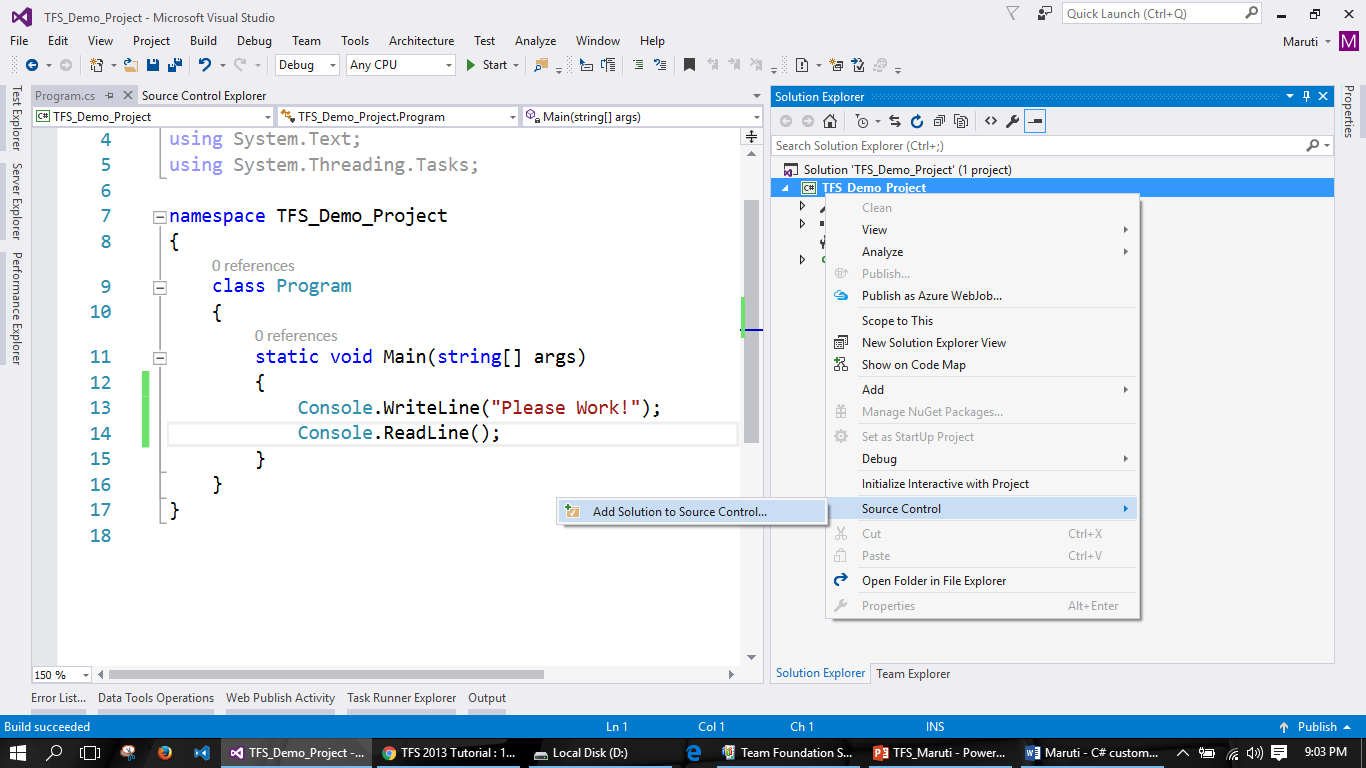 TFS_Demo_Project - Microsoft Visual Studio
Quick Launch (Ctrl+Q)
File Edit View Project Build Debug Team Tools Architecture Test Analyze Window Help
Maruti M
Debug Any CPU Start
Test Explorer
Server Explorer
Performance Explorer
Program.cs Source Control Explorer
C# TFS_Demo_Project TFS_Demo_Project.Program Main(string[] args)
4 using System.Text;
5 using System.Threading.Tasks;
6
7 namespace TFS_Demo_Project
8 {
0 references
9 class Program
10 {
0 references
11 static void Main(string[] args)
12 {
13 Console.WriteLine("Please Work!");
14 Console.ReadLine();
15 }
16 }
17 }
18
150 %
Solution Explorer
Properties
Search Solution Explorer (Ctrl+;)
Solution 'TFS_Demo_Project' (1 project)
C# TFS_Demo_Project
Clean
View
Analyze
Publish...
Publish as Azure WebJob...
Scope to This
New Solution Explorer View
Show on Code Map
Add
Manage NuGet Packages...
Set as StartUp Project
Debug
Initialize Interactive with Project
Source Control
Add Solution to Source Control...
Cut Ctrl+X
Paste Ctrl+V
Open Folder in File Explorer
Properties Alt+Enter
Solution Explorer Team Explorer
Error List... Data Tools Operations Web Publish Activity Task Runner Explorer Output
Build succeeded Ln 1 Col 1 Ch 1 INS Publish
TFS_Demo_Project -... TFS 2013 Tutorial : 1... Local Disk (D:) Team Foundation S... TFS_Maruti - Power... Maruti - C# custom... 9:03 PM